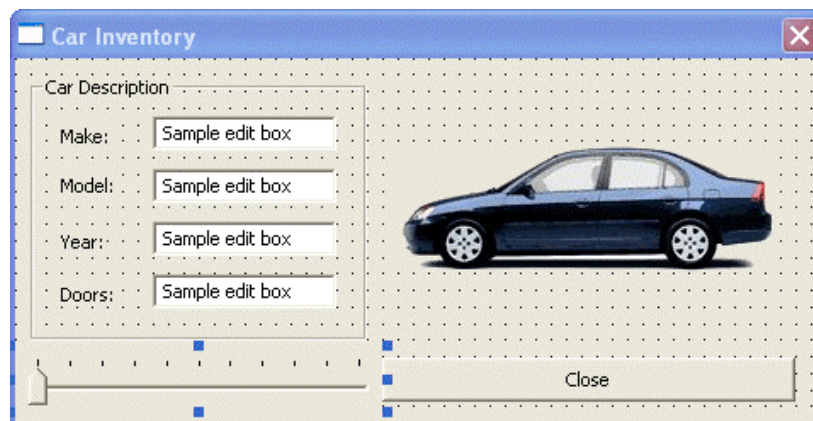 Car Inventory
Car Description
Make: Sample edit box
Model: Sample edit box
Year: Sample edit box
Doors: Sample edit box
Close